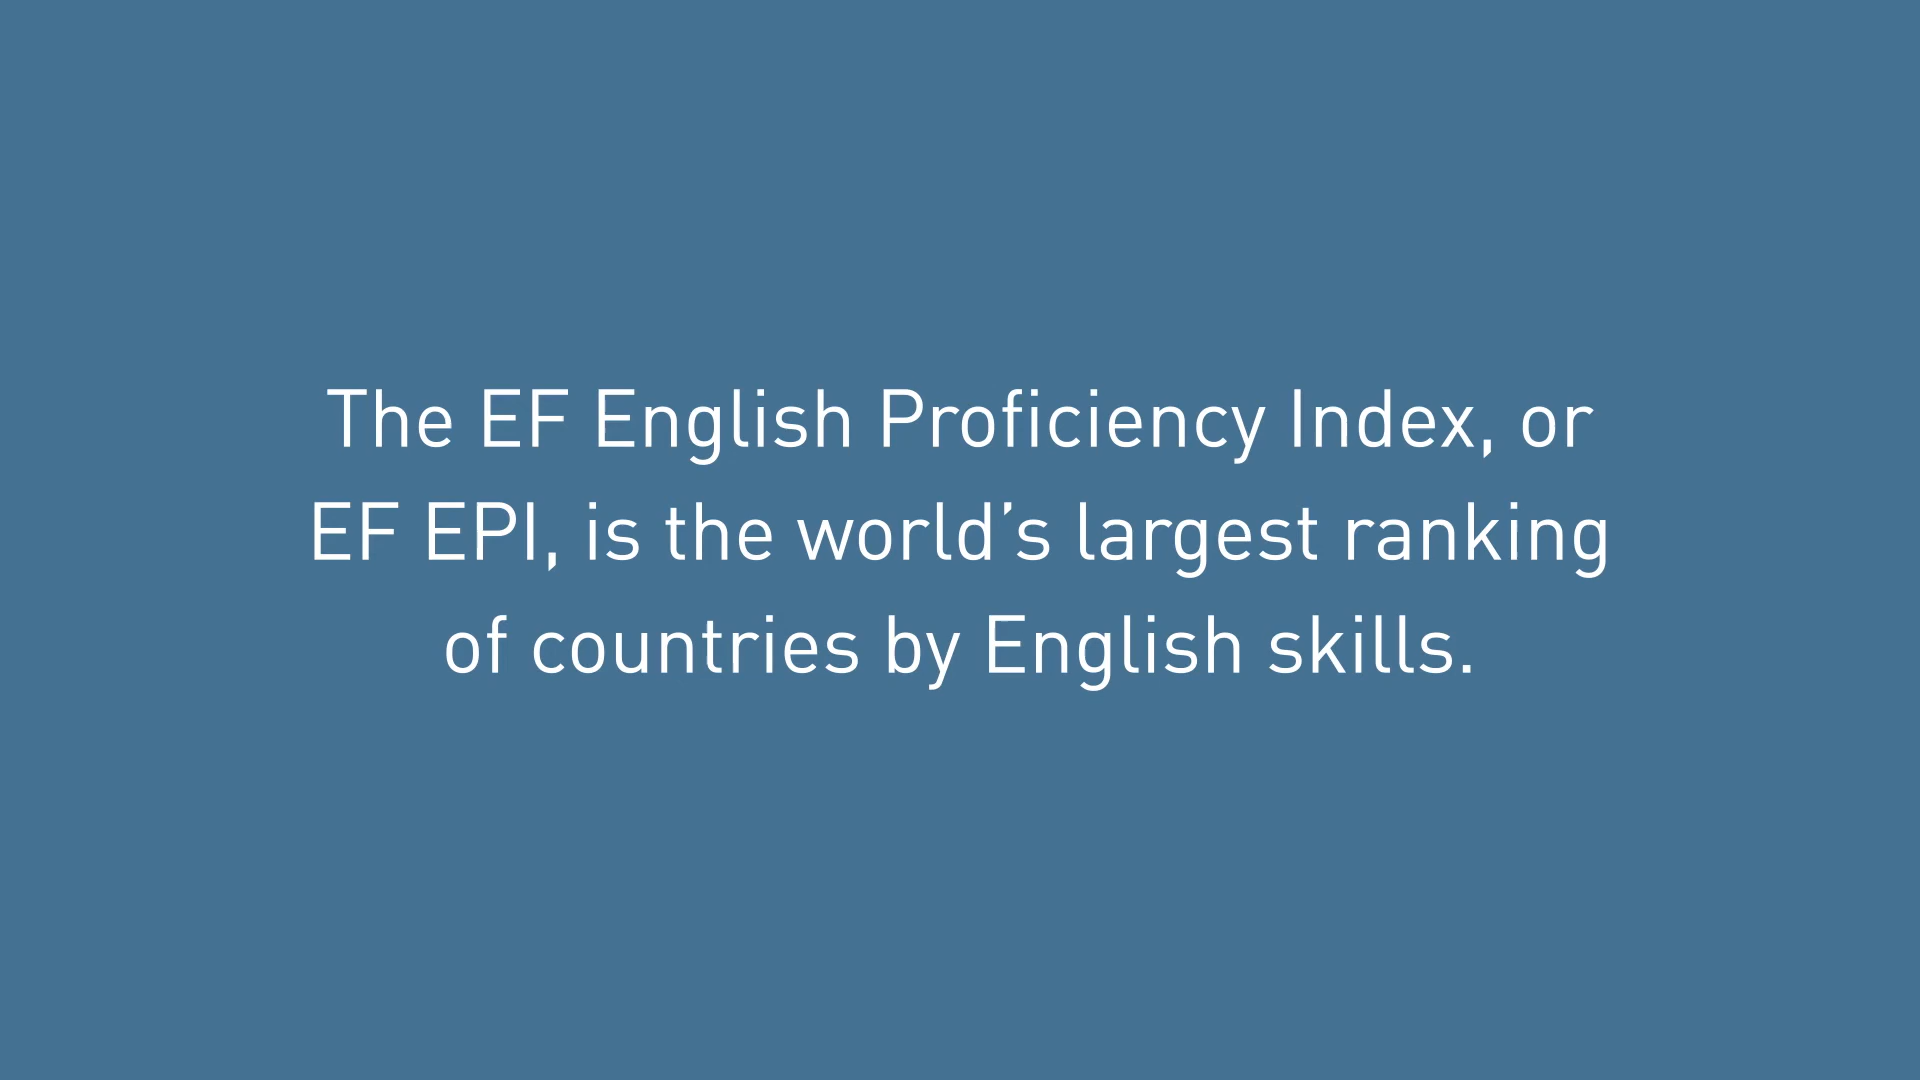 The EF English Proficiency Index, or
EF EPI, is the world’s largest ranking
of countries by English skills.